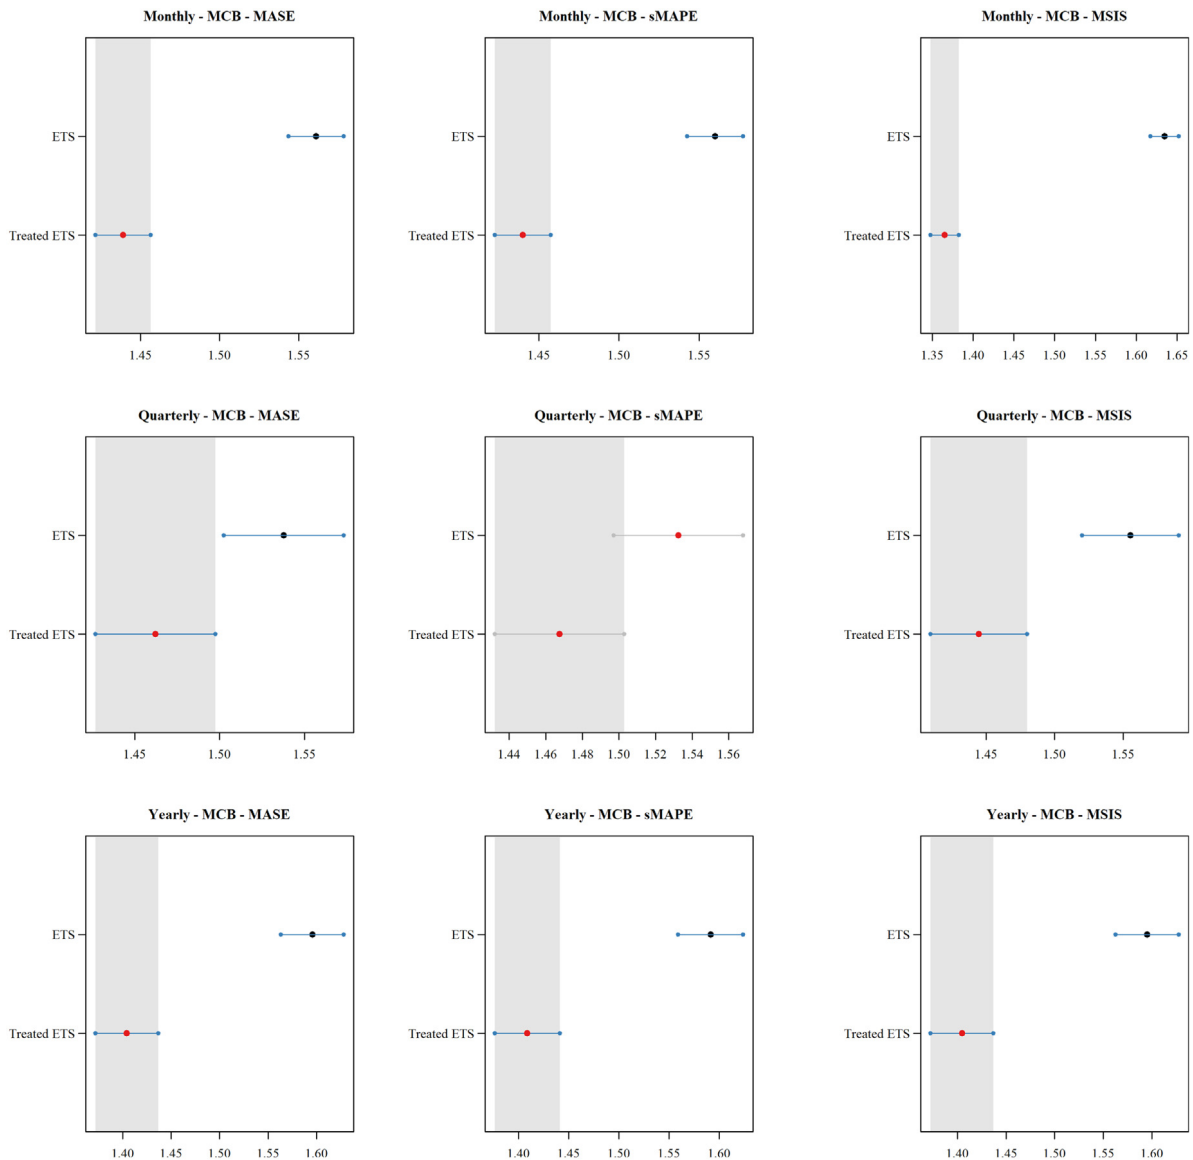 Monthly - MCB - MASE
ETS
Treated ETS
1.45 1.50 1.55
Monthly - MCB - sMAPE
ETS
Treated ETS
1.45 1.50 1.55
Monthly - MCB - MSIS
ETS
Treated ETS
1.35 1.40 1.45 1.50 1.55 1.60 1.65
Quarterly - MCB - MASE
ETS
Treated ETS
1.45 1.50 1.55
Quarterly - MCB - sMAPE
ETS
Treated ETS
1.44 1.46 1.48 1.50 1.52 1.54 1.56
Quarterly - MCB - MSIS
ETS
Treated ETS
1.45 1.50 1.55
Yearly - MCB - MASE
ETS
Treated ETS
1.40 1.45 1.50 1.55 1.60
Yearly - MCB - sMAPE
ETS
Treated ETS
1.40 1.45 1.50 1.55 1.60
Yearly - MCB - MSIS
ETS
Treated ETS
1.40 1.45 1.50 1.55 1.60